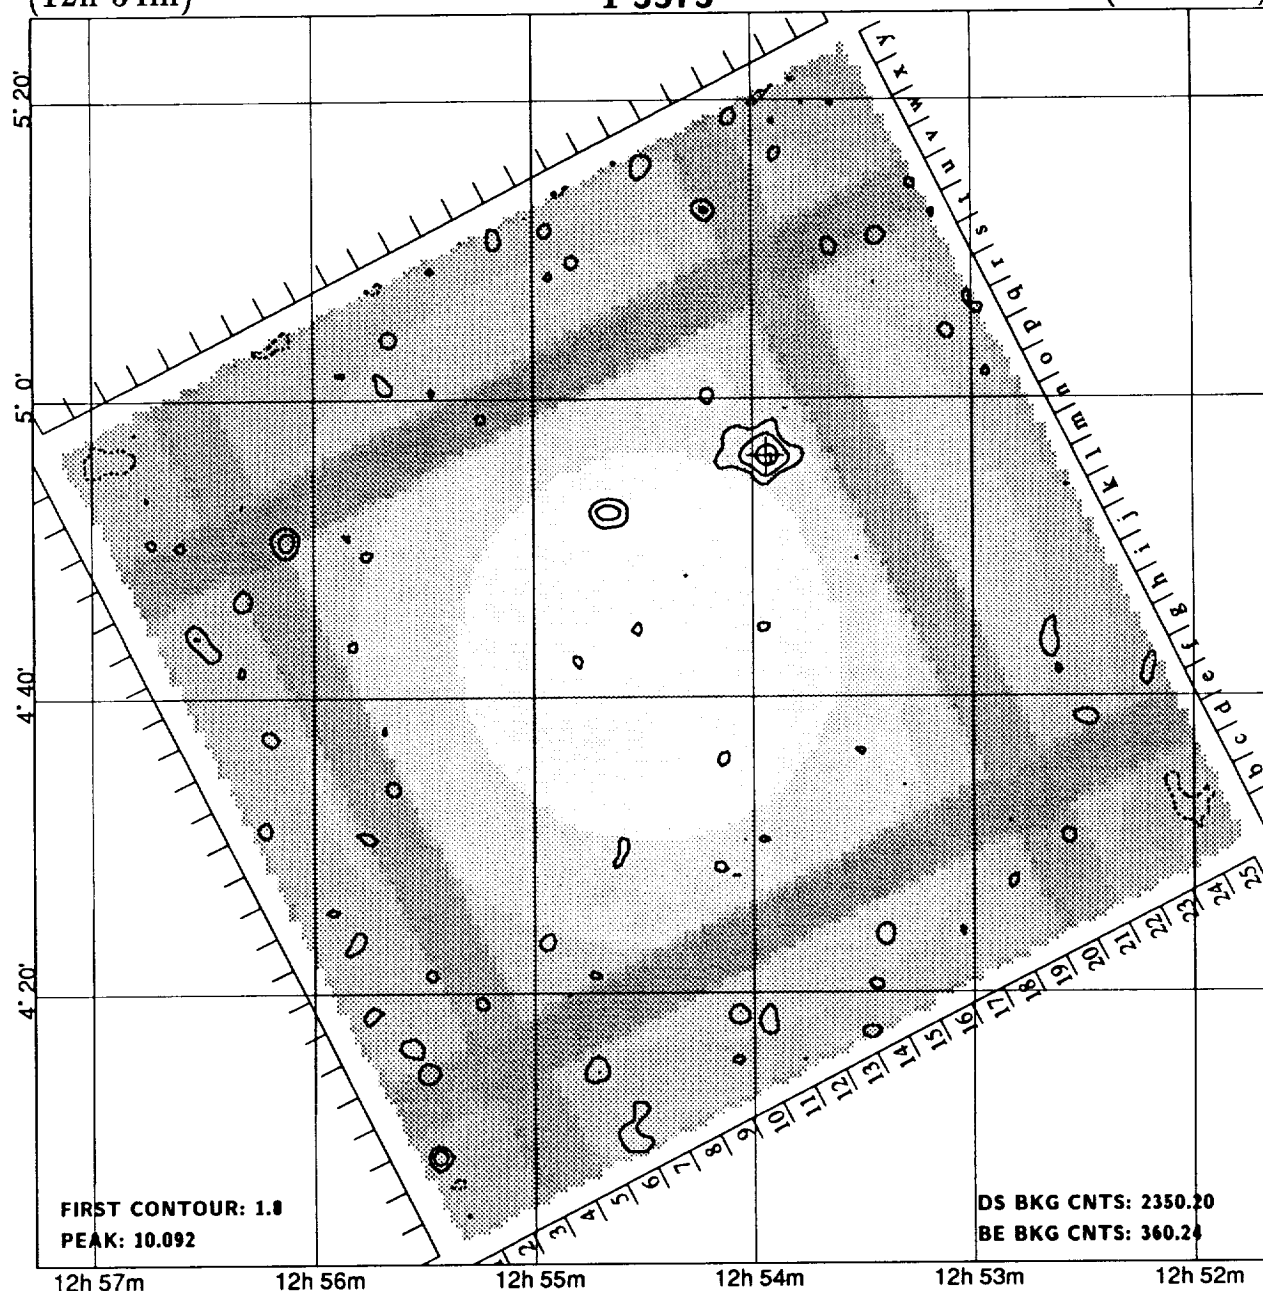 5° 20'
5° 0'
4° 40'
4° 20'
y x w v u t s r q p o n m l k j i h g f e d c b
2 3 4 5 6 7 8 9 10 11 12 13 14 15 16 17 18 19 20 21 22 23 24 25
FIRST CONTOUR: 1.8
PEAK: 10.092
DS BKG CNTS: 2350.20
BE BKG CNTS: 360.24
12h 57m 12h 56m 12h 55m 12h 54m 12h 53m 12h 52m